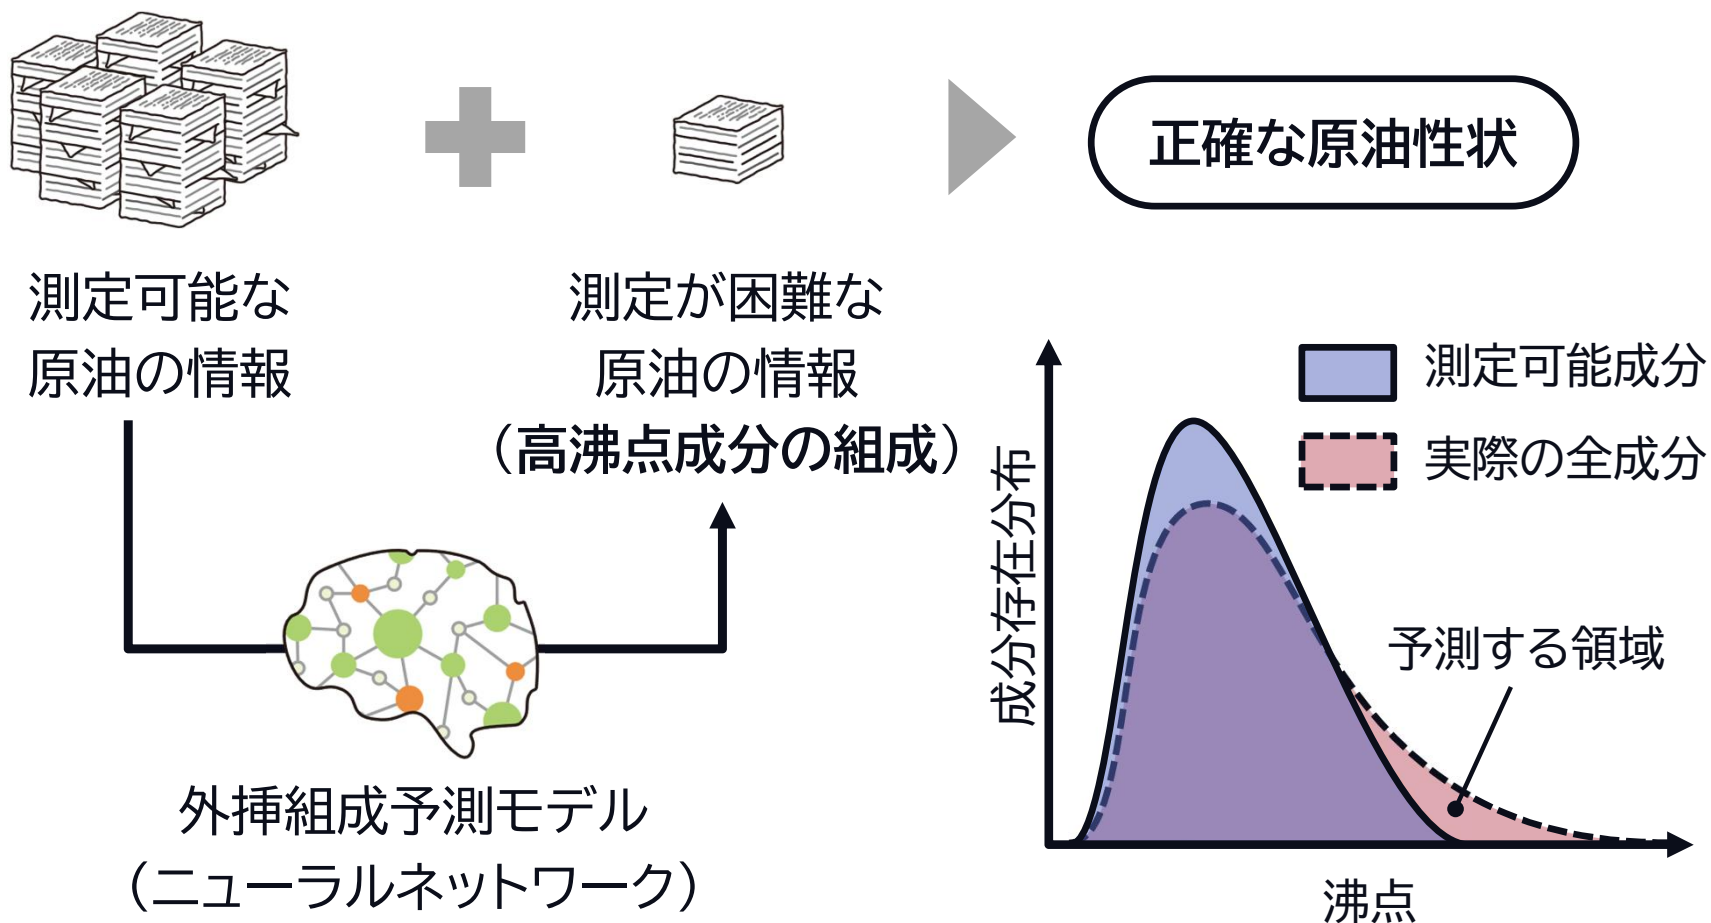 正確な原油性状
測定可能な
原油の情報
測定が困難な
原油の情報
（高沸点成分の組成）
外挿組成予測モデル
（ニューラルネットワーク）
測定可能成分
実際の全成分
成分存在分布
予測する領域
沸点